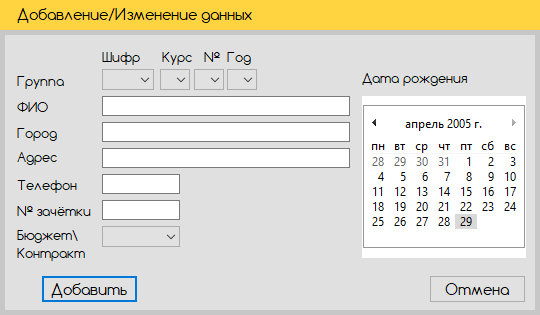 Добавление/Изменение данных
Шифр Курс № Год
Группа
Дата рождения
ФИО
Город
Адрес
Телефон
№ зачётки
Бюджет\
Контракт
апрель 2005 г.
пн вт ср чт пт сб вс
28 29 30 31 1 2 3
4 5 6 7 8 9 10
11 12 13 14 15 16 17
18 19 20 21 22 23 24
25 26 27 28 29
Добавить
Отмена